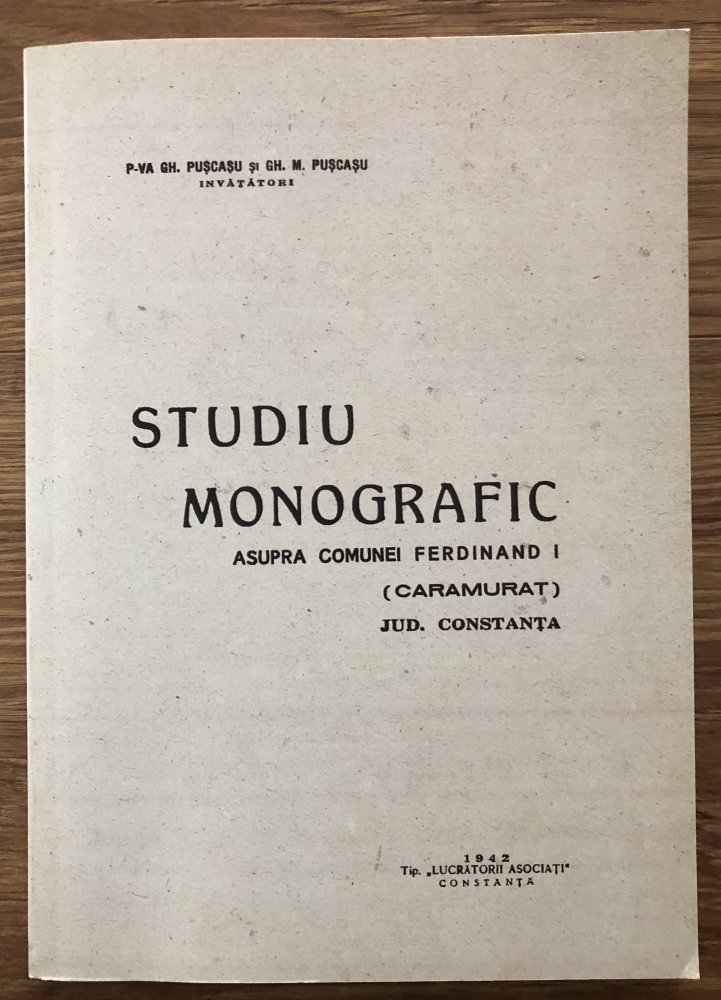 P-VA GH. PUȘCAȘU ȘI GH. M. PUȘCAȘU
INVĂȚĂTORI
STUDIU
MONOGRAFIC
ASUPRA COMUNEI FERDINAND I
(CARAMURAT)
JUD. CONSTANȚA
1942
Tip. „LUCRĂTORII ASOCIAȚI“
CONSTANȚA